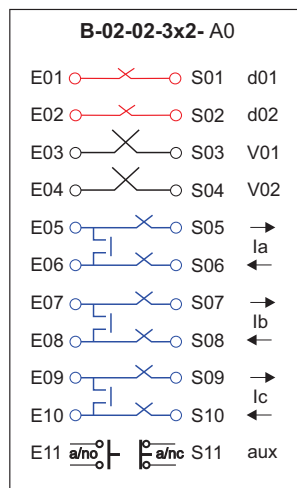 B-02-02-3x2- A0
E01 S01 d01
E02 S02 d02
E03 S03 V01
E04 S04 V02
E05 S05
Ia
E06 S06
E07 S07
Ib
E08 S08
E09 S09
Ic
E10 S10
E11 a/no a/nc S11 aux